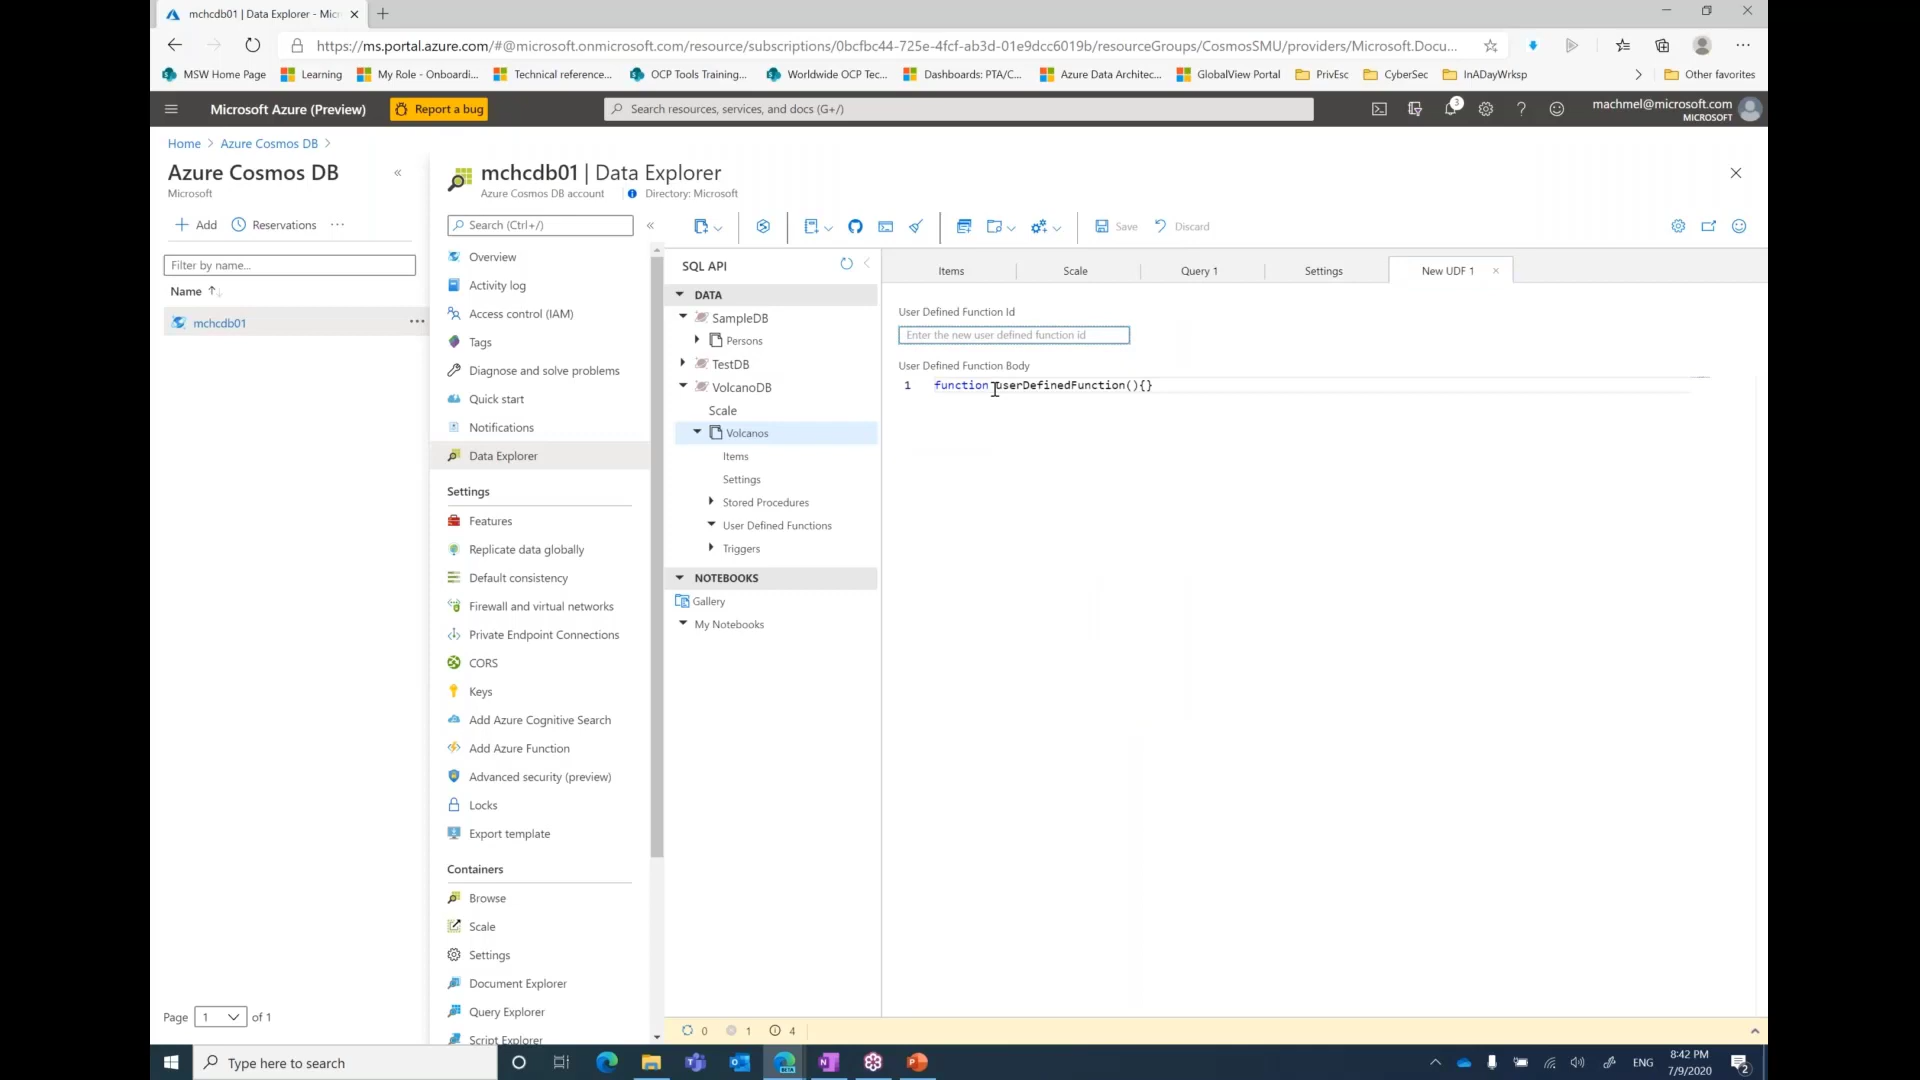 mchcdb01 | Data Explorer - Micr
https://ms.portal.azure.com/#@microsoft.onmicrosoft.com/resource/subscriptions/0bcfbc44-725e-4fcf-ab3d-01e9dcc6019b/resourceGroups/CosmosSMU/providers/Microsoft.Docu...
MSW Home Page Learning My Role - Onboardi... Technical reference... OCP Tools Training... Worldwide OCP Tec... Dashboards: PTA/C... Azure Data Architec... GlobalView Portal PrivEsc CyberSec InADayWrksp Other favorites
Microsoft Azure (Preview) Report a bug Search resources, services, and docs (G+/) 3 machmel@microsoft.com
MICROSOFT
Home > Azure Cosmos DB >
Azure Cosmos DB
Microsoft
Add Reservations ...
Filter by name...
Name
mchcdb01 ...
Page 1 of 1
mchcdb01 | Data Explorer
Azure Cosmos DB account Directory: Microsoft
Search (Ctrl+/)
Overview
Activity log
Access control (IAM)
Tags
Diagnose and solve problems
Quick start
Notifications
Data Explorer
Settings
Features
Replicate data globally
Default consistency
Firewall and virtual networks
Private Endpoint Connections
CORS
Keys
Add Azure Cognitive Search
Add Azure Function
Advanced security (preview)
Locks
Export template
Containers
Browse
Scale
Settings
Document Explorer
Query Explorer
Script Explorer
Save Discard
SQL API
DATA
SampleDB
Persons
TestDB
VolcanoDB
Scale
Volcanos
Items
Settings
Stored Procedures
User Defined Functions
Triggers
NOTEBOOKS
Gallery
My Notebooks
Items Scale Query 1 Settings New UDF 1
User Defined Function Id
Enter the new user defined function id
User Defined Function Body
1 function userDefinedFunction(){}
0 1 4
Type here to search
BETA
ENG
8:42 PM
7/9/2020
2